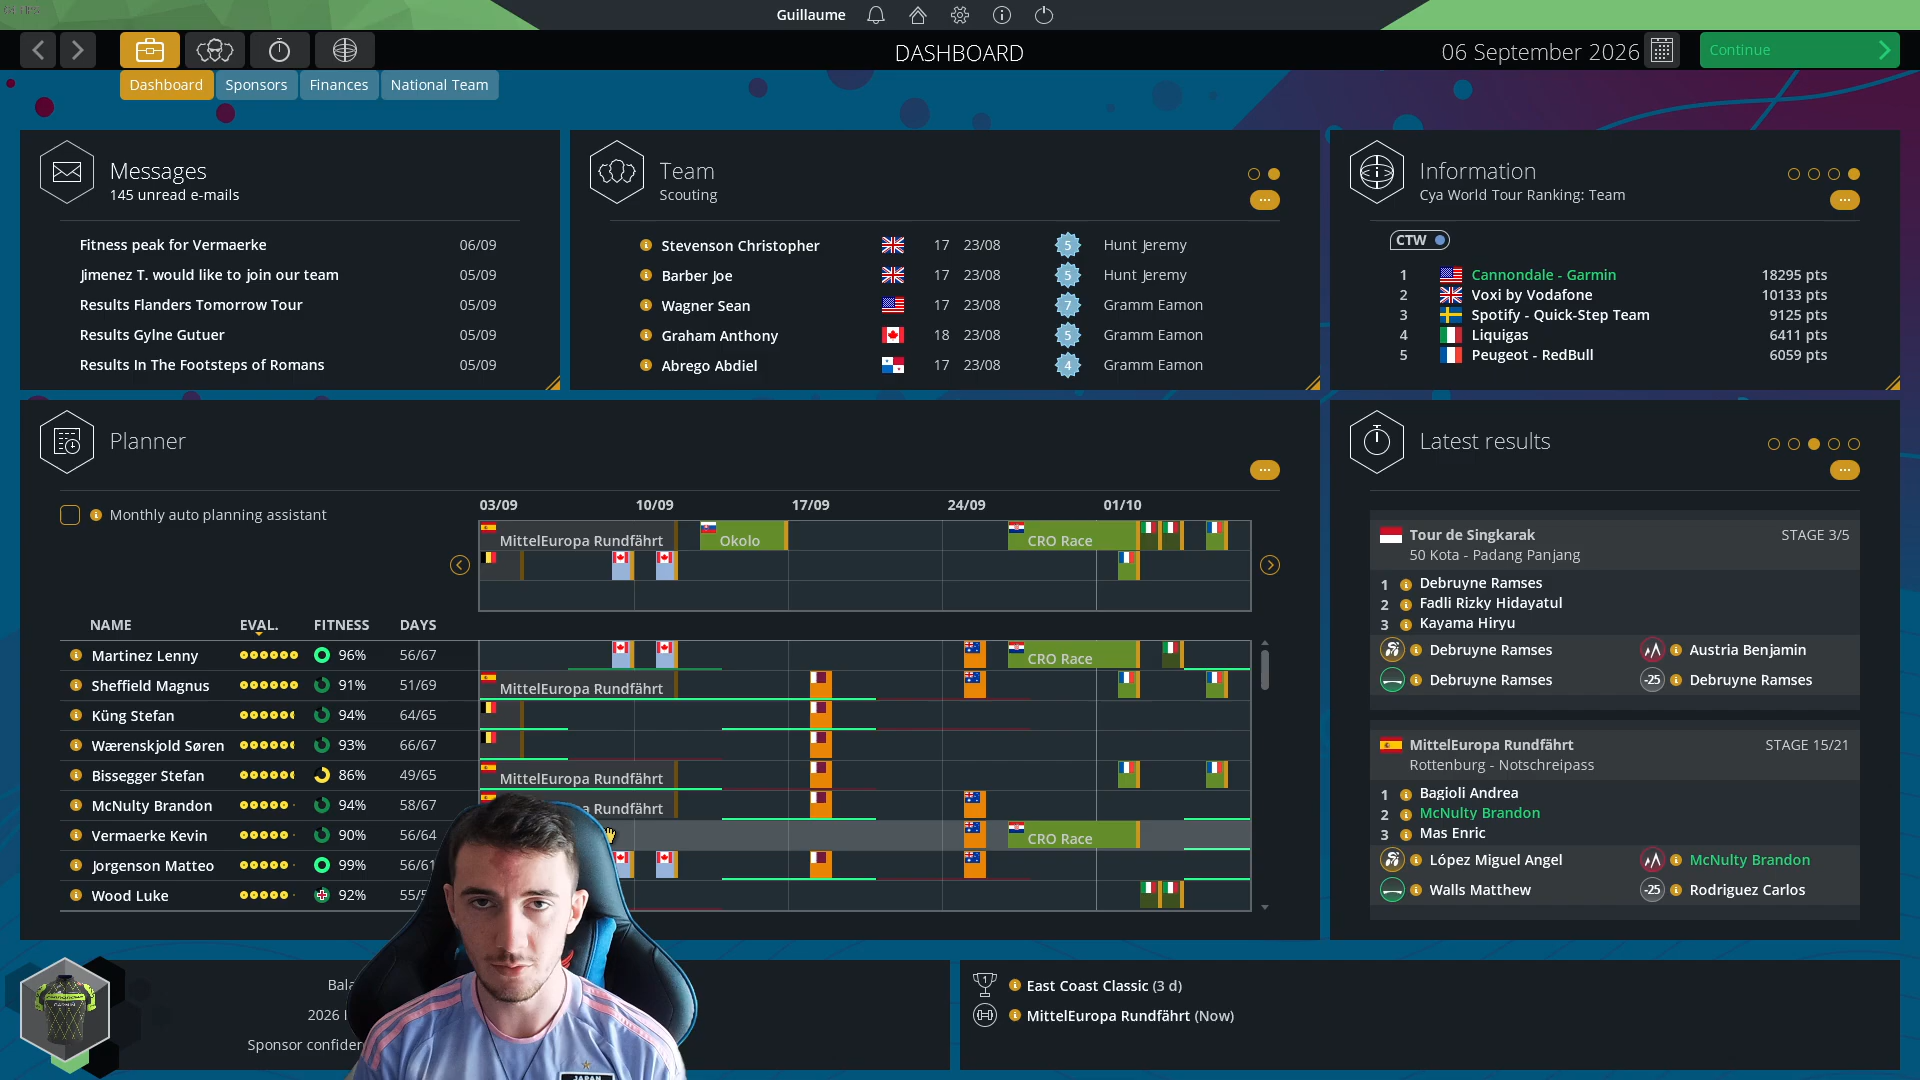 Guillaume
DASHBOARD
06 September 2026
Continue
Dashboard
Sponsors
Finances
National Team
Messages
145 unread e-mails
Fitness peak for Vermaerke 06/09
Jimenez T. would like to join our team 05/09
Results Flanders Tomorrow Tour 05/09
Results Gylne Gutuer 05/09
Results In The Footsteps of Romans 05/09
Team
Scouting
Stevenson Christopher 17 23/08 5 Hunt Jeremy
Barber Joe 17 23/08 5 Hunt Jeremy
Wagner Sean 17 23/08 7 Gramm Eamon
Graham Anthony 18 23/08 5 Gramm Eamon
Abrego Abdiel 17 23/08 4 Gramm Eamon
Information
Cya World Tour Ranking: Team
CTW
1 Cannondale - Garmin 18295 pts
2 Voxi by Vodafone 10133 pts
3 Spotify - Quick-Step Team 9125 pts
4 Liquigas 6411 pts
5 Peugeot - RedBull 6059 pts
Planner
Monthly auto planning assistant
03/09 10/09 17/09 24/09 01/10
MittelEuropa Rundfährt Okolo CRO Race
NAME EVAL. FITNESS DAYS
Martinez Lenny 96% 56/67 CRO Race
Sheffield Magnus 91% 51/69 MittelEuropa Rundfährt
Küng Stefan 94% 64/65
Wærenskjold Søren 93% 66/67
Bissegger Stefan 86% 49/65 MittelEuropa Rundfährt
McNulty Brandon 94% 58/67 Rundfährt
Vermaerke Kevin 90% 56/64 CRO Race
Jorgenson Matteo 99% 56/61
Wood Luke 92% 55/
Latest results
Tour de Singkarak STAGE 3/5
50 Kota - Padang Panjang
1 Debruyne Ramses
2 Fadli Rizky Hidayatul
3 Kayama Hiryu
Debruyne Ramses Austria Benjamin
Debruyne Ramses -25 Debruyne Ramses
MittelEuropa Rundfährt STAGE 15/21
Rottenburg - Notschreipass
1 Bagioli Andrea
2 McNulty Brandon
3 Mas Enric
López Miguel Angel McNulty Brandon
Walls Matthew -25 Rodriguez Carlos
2026
Sponsor
East Coast Classic (3 d)
MittelEuropa Rundfährt (Now)
JAPAN